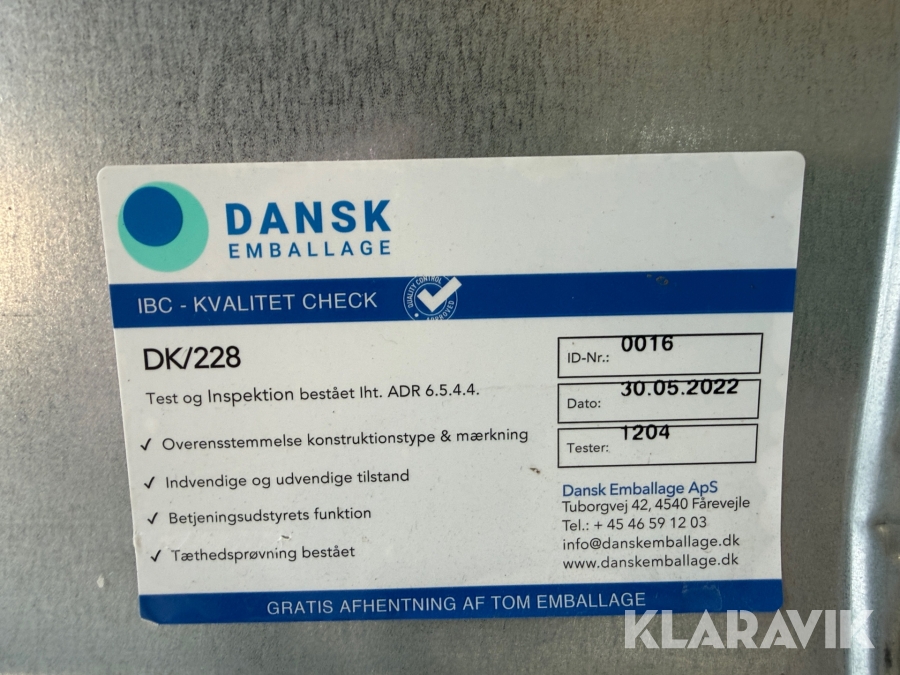 DANSK
EMBALLAGE
IBC - KVALITET CHECK
QUALITY CONTROL
APPROVED
DK/228
Test og Inspektion bestået Iht. ADR 6.5.4.4.
✓ Overensstemmelse konstruktionstype & mærkning
✓ Indvendige og udvendige tilstand
✓ Betjeningsudstyrets funktion
✓ Tæthedsprøvning bestået
ID-Nr.: 0016
Dato: 30.05.2022
Tester: 1204
Dansk Emballage ApS
Tuborgvej 42, 4540 Fårevejle
Tel.: + 45 46 59 12 03
info@danskemballage.dk
www.danskemballage.dk
GRATIS AFHENTNING AF TOM EMBALLAGE
KLARAVIK